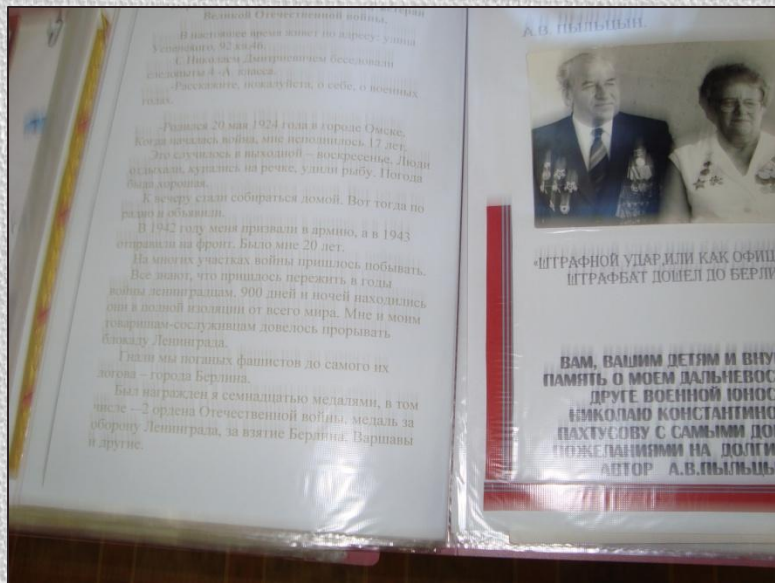 ветеран
Великой Отечественной войны.
В настоящее время живет по адресу: улица
92 кв.46.
С Николаем Дмитриевичем беседовали
следопыты 4 «А» класса.
-Расскажите, пожалуйста, о себе, о военных
годах.
Родился 20 мая 1924 года в городе Омске.
Когда началась война, мне исполнилось 17 лет.
Это случилось в выходной – воскресенье. Люди
отдыхали, купались на речке, удили рыбу. Погода
была хорошая.
К вечеру стали собираться домой. Вот тогда по
радио и объявили.
В 1942 году меня призвали в армию, а в 1943
отправили на фронт. Было мне 20 лет.
На многих участках войны пришлось побывать.
Все знают, что пришлось пережить в годы
войны ленинградцам. 900 дней и ночей находились
они в полной изоляции от всего мира. Мне и моим
товарищам-сослуживцам довелось прорывать
блокаду Ленинграда.
Гнали мы поганых фашистов до самого их
логова – города Берлина.
Был награжден я семнадцатью медалями, в том
числе – 2 ордена Отечественной войны, медаль за
оборону Ленинграда, за взятие Берлина, Варшавы
и другие.
А.В. ПЫЛЬЦЫН.
«ШТРАФНОЙ УДАР,ИЛИ КАК ОФИЦ
ШТРАФБАТ ДОШЕЛ ДО БЕРЛИ
ВАМ, ВАШИМ ДЕТЯМ И ВНУ
ПАМЯТЬ О МОЕМ ДАЛЬНЕВОС
ДРУГЕ ВОЕННОЙ ЮНОС
НИКОЛАЮ КОНСТАНТИНО
ПАХТУСОВУ С САМЫМИ ДО
ПОЖЕЛАНИЯМИ НА ДОЛГИ
АВТОР А.В.ПЫЛЬЦЫ